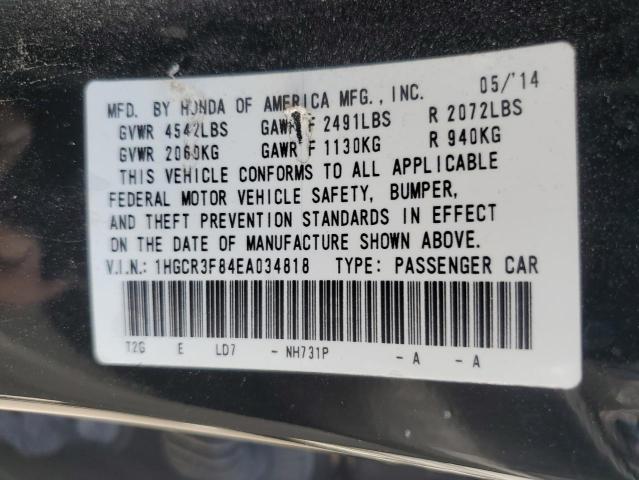 MFD. BY HONDA OF AMERICA MFG., INC. 05/'14
GVWR 4542LBS GAWR F 2491LBS R 2072LBS
GVWR 2060KG GAWR F 1130KG R 940KG
THIS VEHICLE CONFORMS TO ALL APPLICABLE
FEDERAL MOTOR VEHICLE SAFETY, BUMPER,
AND THEFT PREVENTION STANDARDS IN EFFECT
ON THE DATE OF MANUFACTURE SHOWN ABOVE.
V.I.N.: 1HGCR3F84EA034818 TYPE: PASSENGER CAR
T2G E LD7 - NH731P - A - A